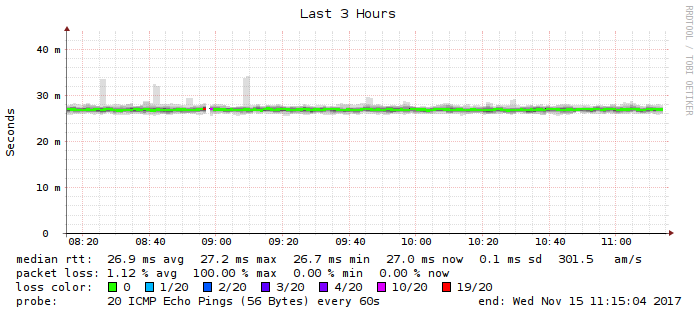 Last 3 Hours
RRDTOOL / TOBI OETIKER
Seconds
40 m
30 m
20 m
10 m
0
08:20 08:40 09:00 09:20 09:40 10:00 10:20 10:40 11:00
median rtt: 26.9 ms avg 27.2 ms max 26.7 ms min 27.0 ms now 0.1 ms sd 301.5 am/s
packet loss: 1.12 % avg 100.00 % max 0.00 % min 0.00 % now
loss color: 0 1/20 2/20 3/20 4/20 10/20 19/20
probe: 20 ICMP Echo Pings (56 Bytes) every 60s end: Wed Nov 15 11:15:04 2017